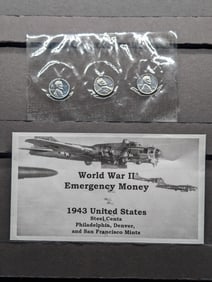 World War II
Emergency Money
1943 United States
Steel Cents
Philadelphia, Denver,
and San Francisco Mints